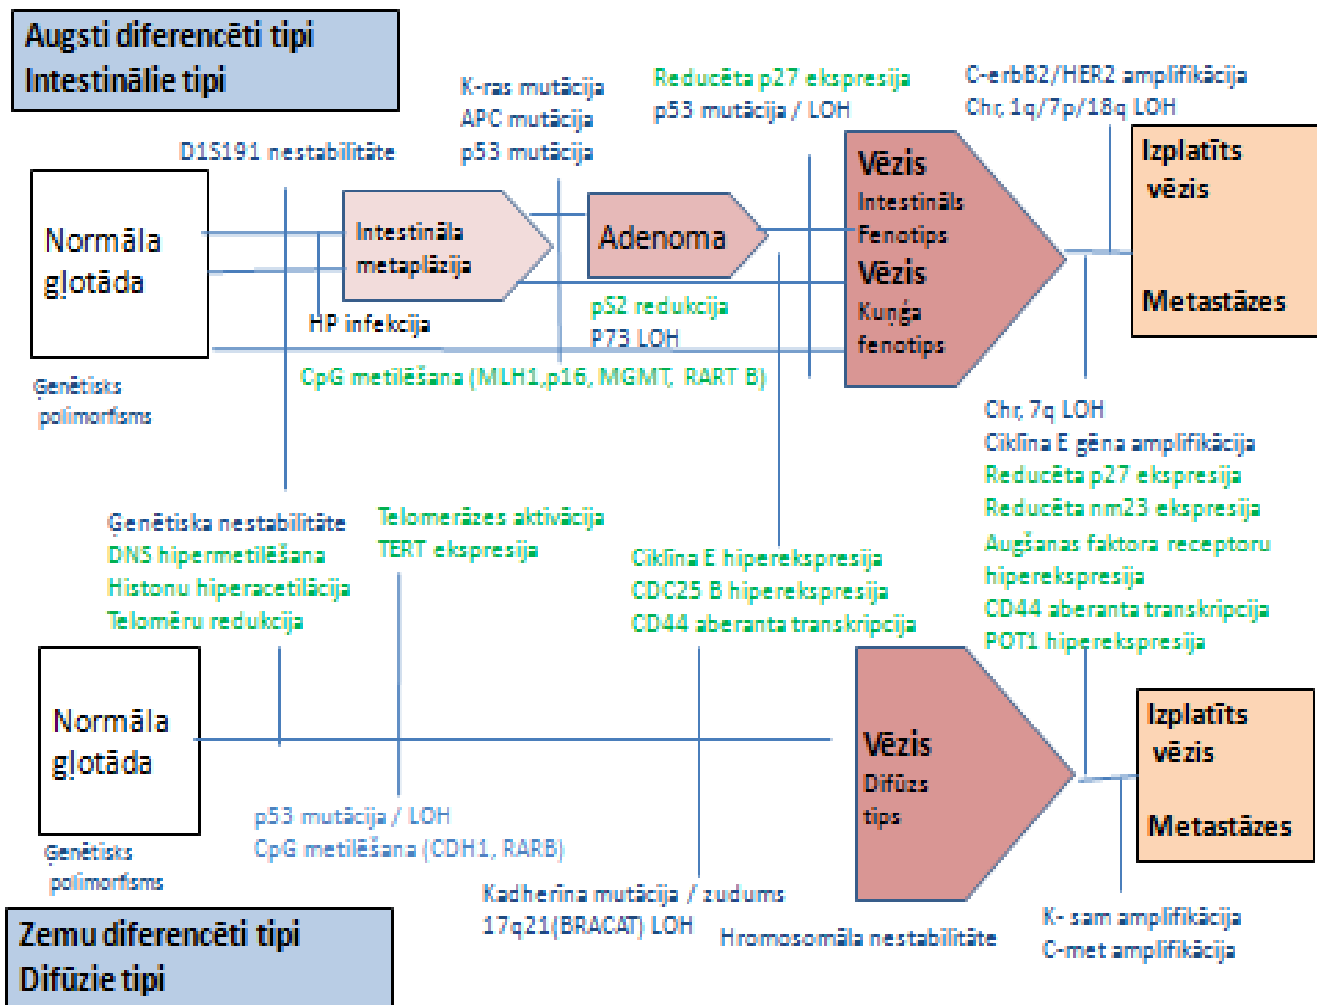 Augsti diferencēti tipi
Intestinālie tipi
K-ras mutācija
APC mutācija
p53 mutācija
Reducēta p27 ekspresija
p53 mutācija / LOH
C-erbB2/HER2 amplifikācija
Chr, 1q/7p/18q LOH
D1S191 nestabilitāte
Normāla
gļotāda
Intestināla
metaplāzija
Adenoma
Vēzis
Intestināls
Fenotips
Vēzis
Kuņģa
fenotips
Izplatīts
vēzis
Metastāzes
HP infekcija
pS2 redukcija
P73 LOH
CpG metilēšana (MLH1,p16, MGMT, RART B)
Ģenētisks
polimorfisms
Chr, 7q LOH
Ciklīna E gēna amplifikācija
Reducēta p27 ekspresija
Reducēta nm23 ekspresija
Augšanas faktora receptoru
hiperekspresija
CD44 aberanta transkripcija
POT1 hiperekspresija
Ģenētiska nestabilitāte
DNS hipermetilēšana
Histonu hiperacetilācija
Telomēru redukcija
Telomerāzes aktivācija
TERT ekspresija
Ciklīna E hiperekspresija
CDC25 B hiperekspresija
CD44 aberanta transkripcija
Normāla
gļotāda
Vēzis
Difūzs
tips
Izplatīts
vēzis
Metastāzes
p53 mutācija / LOH
CpG metilēšana (CDH1, RARB)
Ģenētisks
polimorfisms
Kadherīna mutācija / zudums
17q21(BRACAT) LOH
Hromosomāla nestabilitāte
K- sam amplifikācija
C-met amplifikācija
Zemu diferencēti tipi
Difūzie tipi